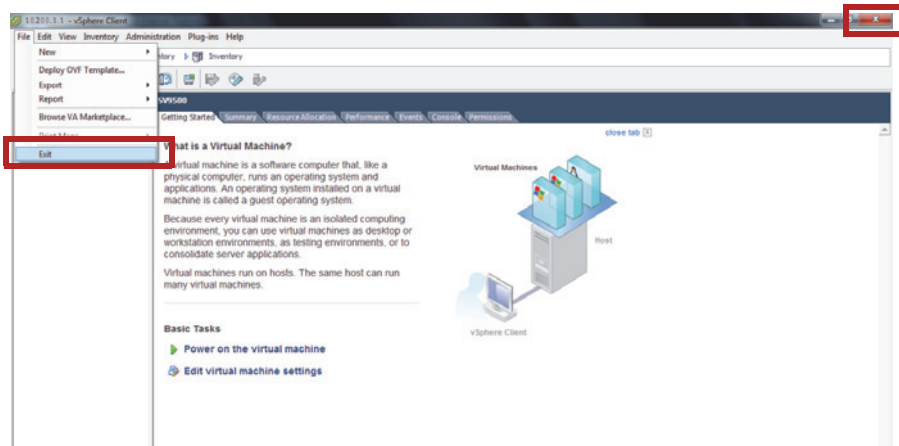 10.200.1.1 - vSphere Client
File Edit View Inventory Administration Plug-ins Help
New
Inventory
Deploy OVF Template...
Export
Report
Browse VA Marketplace...
Print Maps
Exit
SV9500
Getting Started Summary Resource Allocation Performance Events Console Permissions
close tab
What is a Virtual Machine?
A virtual machine is a software computer that, like a
physical computer, runs an operating system and
applications. An operating system installed on a virtual
machine is called a guest operating system.
Because every virtual machine is an isolated computing
environment, you can use virtual machines as desktop or
workstation environments, as testing environments, or to
consolidate server applications.
Virtual machines run on hosts. The same host can run
many virtual machines.
Virtual Machines
Host
vSphere Client
Basic Tasks
Power on the virtual machine
Edit virtual machine settings